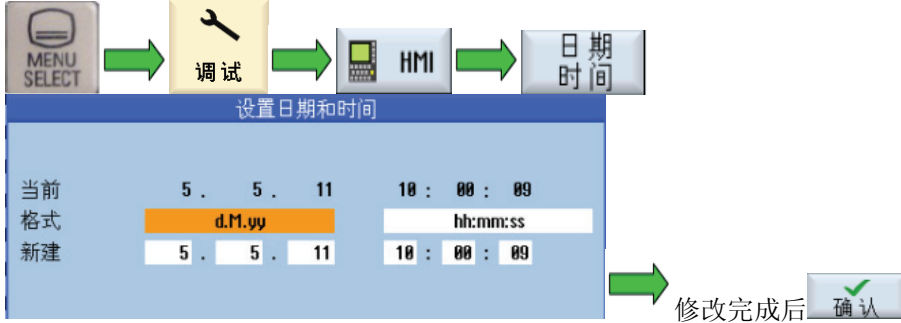 MENU
SELECT
调试
HMI
日期
时间
设置日期和时间
当前 5 . 5 . 11 10 : 00 : 09
格式 d.M.yy hh:mm:ss
新建 5 . 5 . 11 10 : 00 : 09
修改完成后 确认